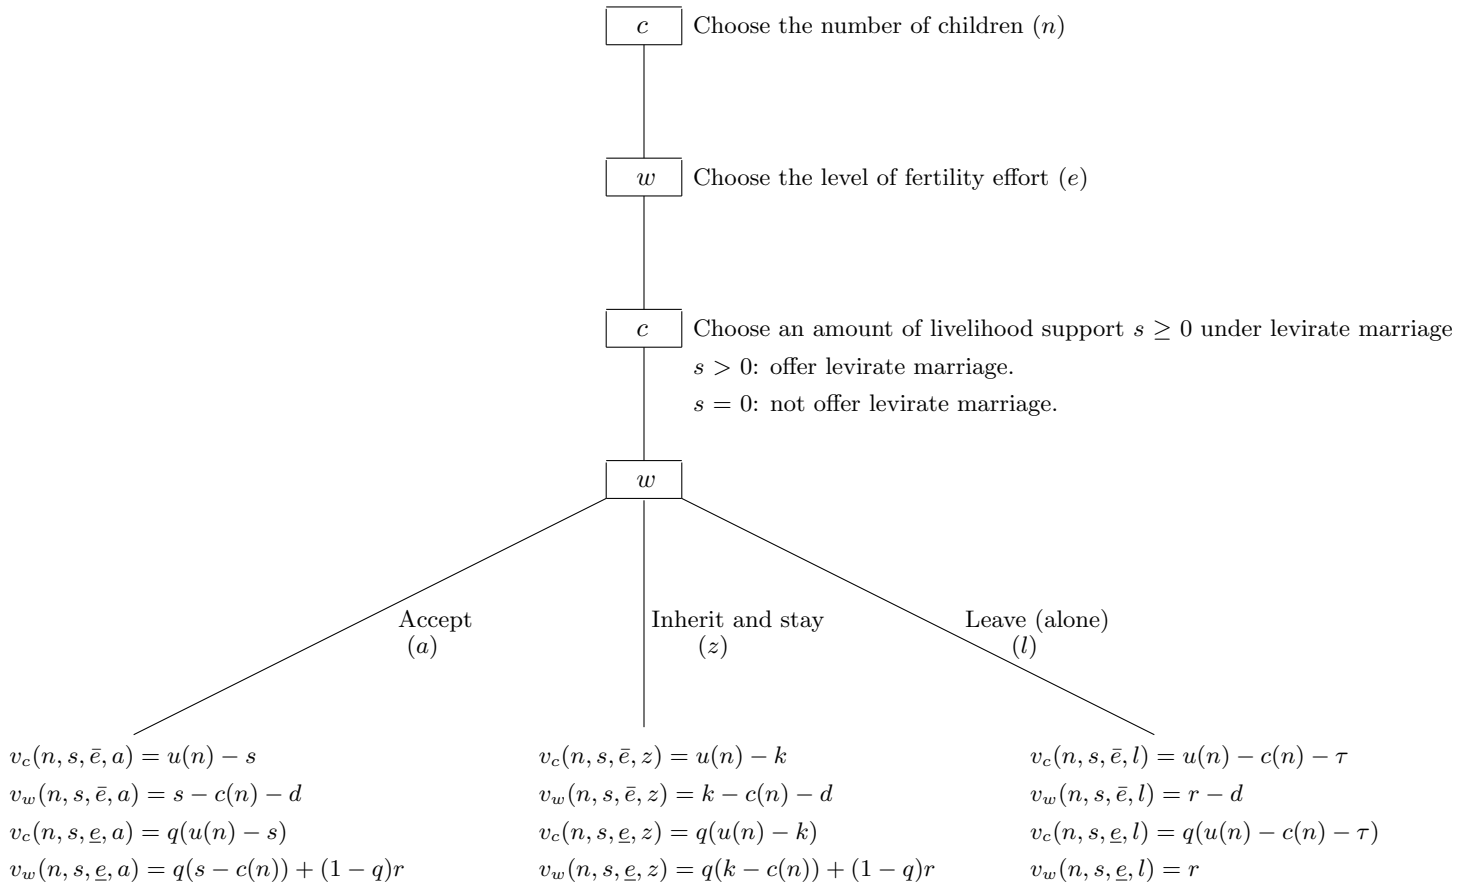 c Choose the number of children (n)
w Choose the level of fertility effort (e)
c Choose an amount of livelihood support s ≥ 0 under levirate marriage
s > 0: offer levirate marriage.
s = 0: not offer levirate marriage.
w
Accept
(a)
Inherit and stay
(z)
Leave (alone)
(l)
v_c(n, s, ē, a) = u(n) − s
v_w(n, s, ē, a) = s − c(n) − d
v_c(n, s, e̲, a) = q(u(n) − s)
v_w(n, s, e̲, a) = q(s − c(n)) + (1 − q)r
v_c(n, s, ē, z) = u(n) − k
v_w(n, s, ē, z) = k − c(n) − d
v_c(n, s, e̲, z) = q(u(n) − k)
v_w(n, s, e̲, z) = q(k − c(n)) + (1 − q)r
v_c(n, s, ē, l) = u(n) − c(n) − τ
v_w(n, s, ē, l) = r − d
v_c(n, s, e̲, l) = q(u(n) − c(n) − τ)
v_w(n, s, e̲, l) = r